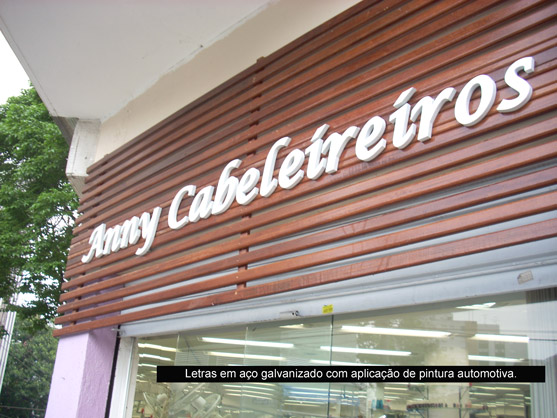 Anny Cabeleireiros
Letras em aço galvanizado com aplicação de pintura automotiva.